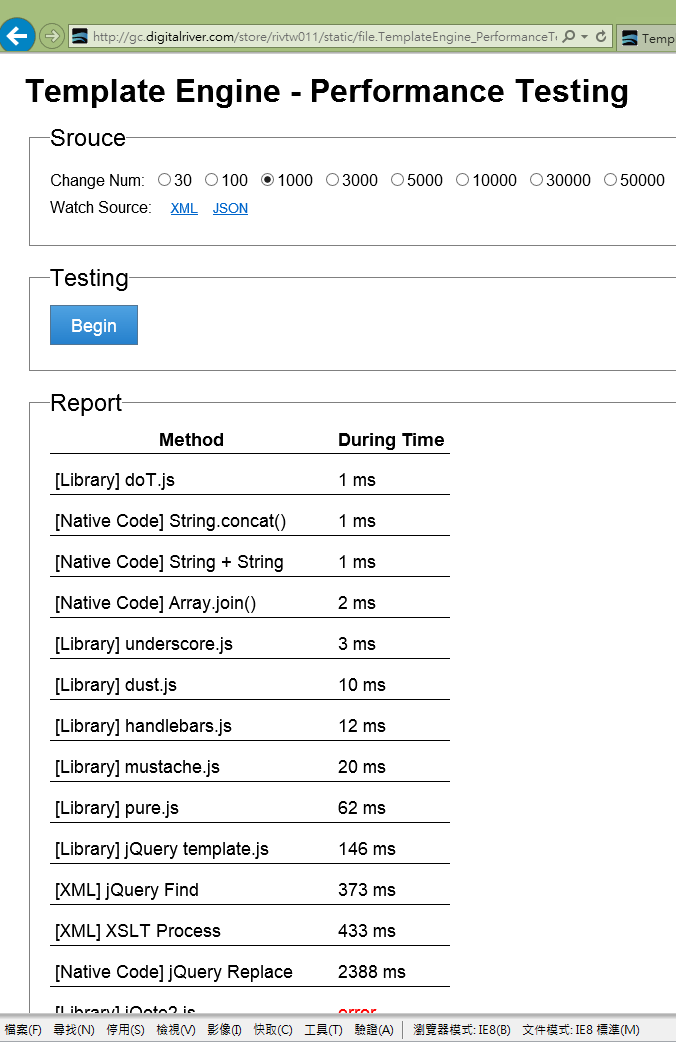 http://gc.digitalriver.com/store/rivtw011/static/file.TemplateEngine_PerformanceT
Temp
Template Engine - Performance Testing
Srouce
Change Num: 30 100 1000 3000 5000 10000 30000 50000
Watch Source: XML JSON
Testing
Begin
Report
Method During Time
[Library] doT.js 1 ms
[Native Code] String.concat() 1 ms
[Native Code] String + String 1 ms
[Native Code] Array.join() 2 ms
[Library] underscore.js 3 ms
[Library] dust.js 10 ms
[Library] handlebars.js 12 ms
[Library] mustache.js 20 ms
[Library] pure.js 62 ms
[Library] jQuery template.js 146 ms
[XML] jQuery Find 373 ms
[XML] XSLT Process 433 ms
[Native Code] jQuery Replace 2388 ms
[Library] jQote2.js error
檔案(F) 尋找(N) 停用(S) 檢視(V) 影像(I) 快取(C) 工具(T) 驗證(A) 瀏覽器模式: IE8(B) 文件模式: IE8 標準(M)